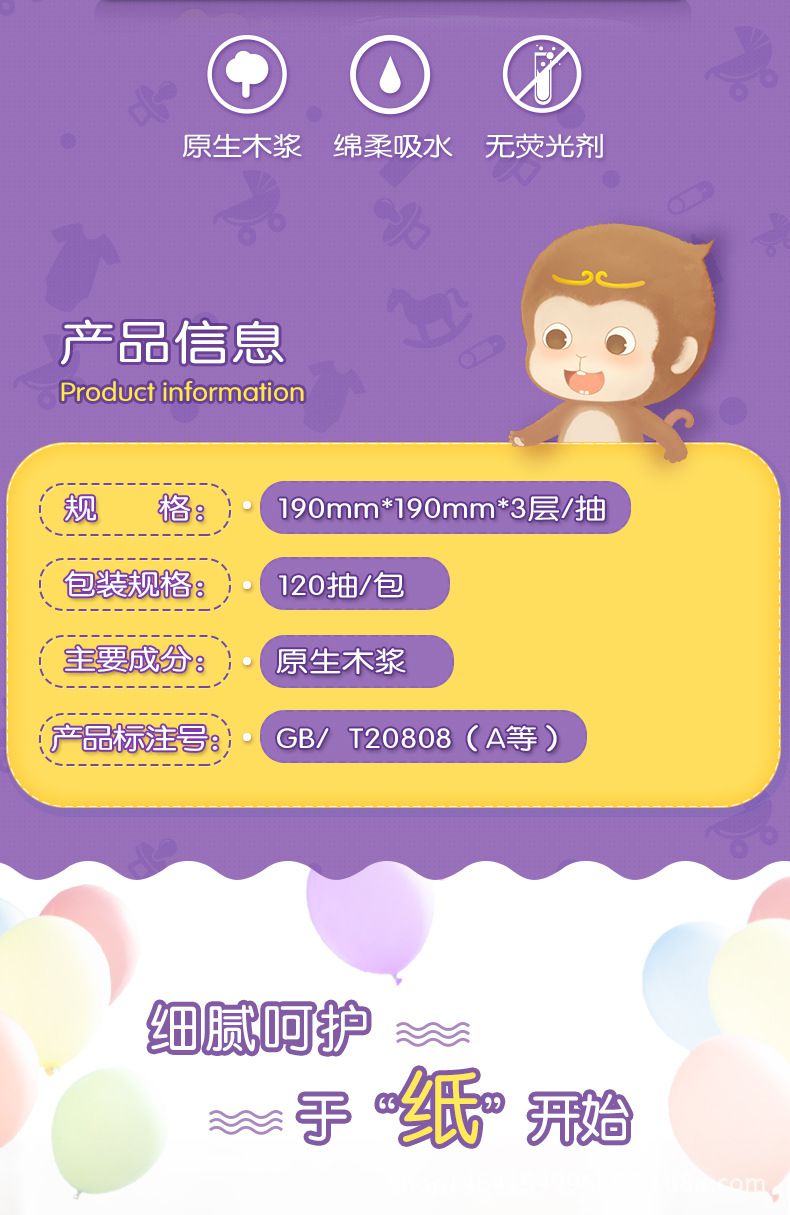 原生木浆 绵柔吸水 无荧光剂
产品信息
Product information
规 格： 190mm*190mm*3层/抽
包装规格： 120抽/包
主要成分： 原生木浆
产品标注号： GB/ T20808（A等）
细腻呵护
于“纸”开始